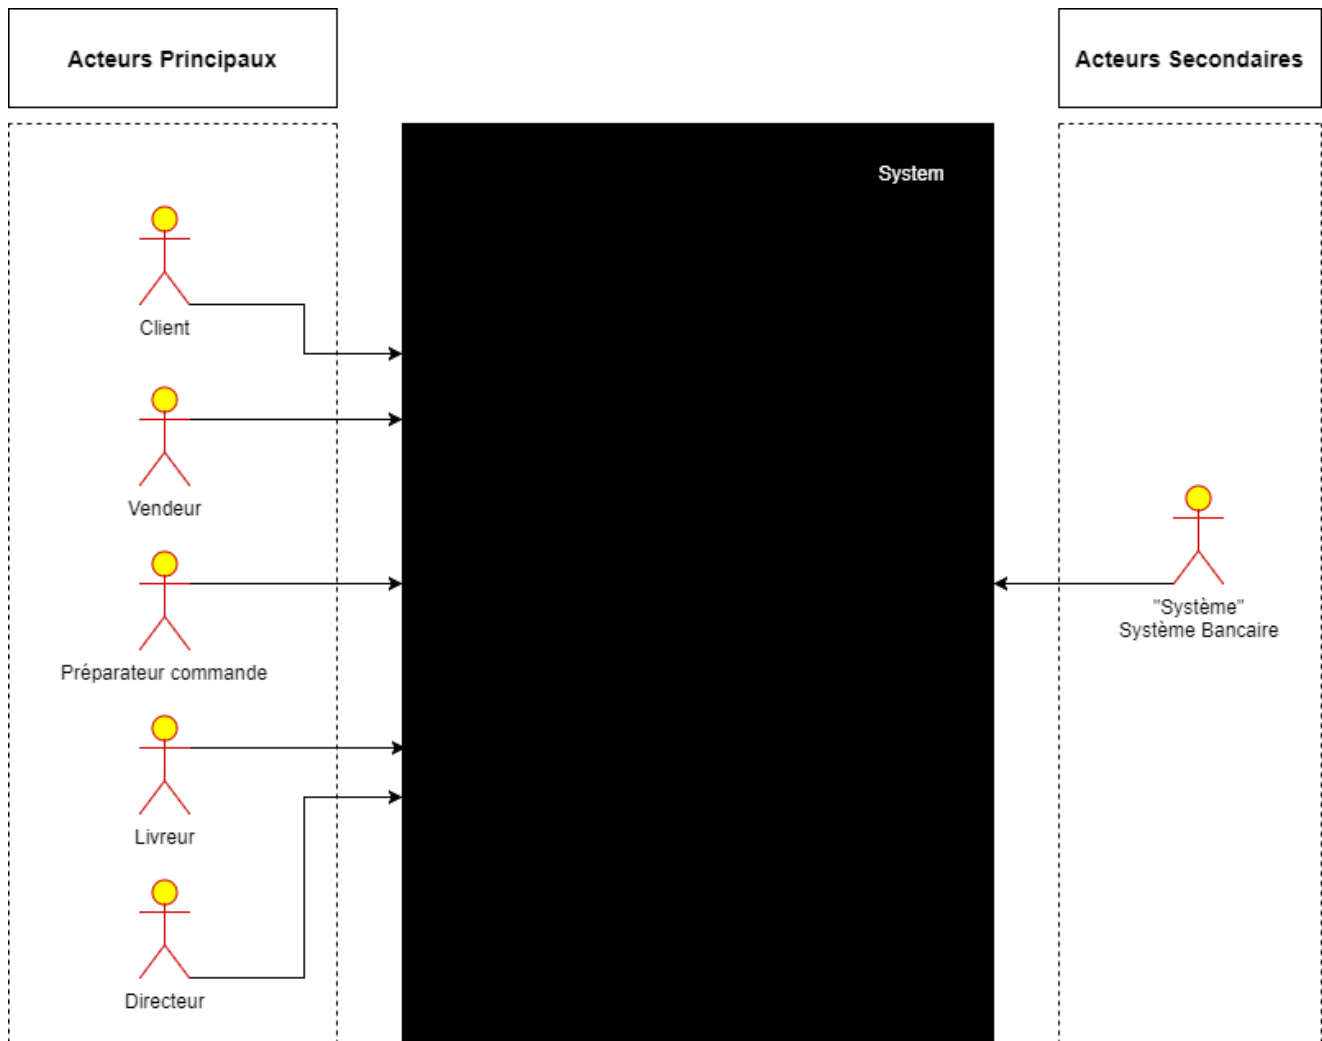 Acteurs Principaux
Acteurs Secondaires
System
Client
Vendeur
"Système"
Système Bancaire
Préparateur commande
Livreur
Directeur